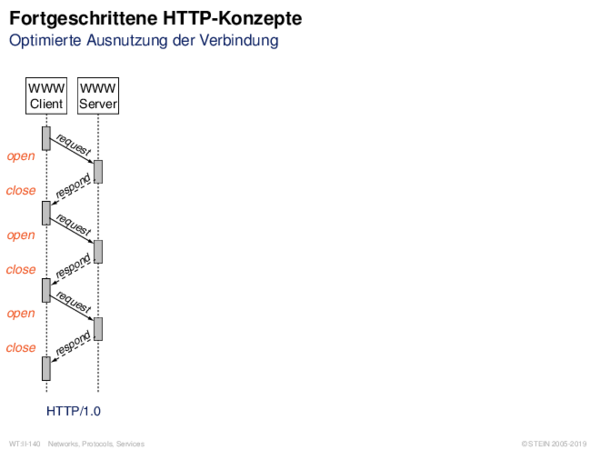 Fortgeschrittene HTTP-Konzepte
Optimierte Ausnutzung der Verbindung
WWW Client
WWW Server
request
open
respond
close
request
open
respond
close
request
open
respond
close
HTTP/1.0
WT:II-140 Networks, Protocols, Services
© STEIN 2005-2019